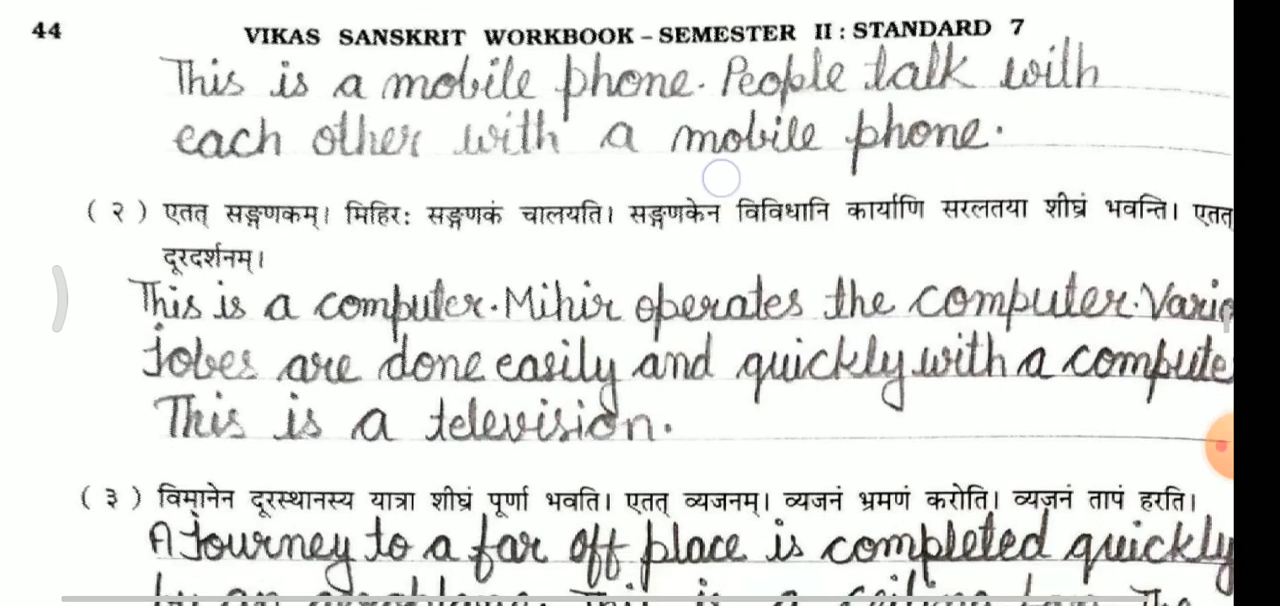 44
VIKAS SANSKRIT WORKBOOK – SEMESTER II : STANDARD 7
This is a mobile phone. People talk with
each other with a mobile phone.
( २ ) एतत् सङ्गणकम्। मिहिरः सङ्गणकं चालयति। सङ्गणकेन विविधानि कार्याणि सरलतया शीघ्रं भवन्ति। एतत्
दूरदर्शनम्।
This is a computer. Mihir operates the computer. Vario
jobes are done easily and quickly with a compute
This is a television.
( ३ ) विमानेन दूरस्थानस्य यात्रा शीघ्रं पूर्णा भवति। एतत् व्यजनम्। व्यजनं भ्रमणं करोति। व्यजनं तापं हरति।
A Journey to a far off place is completed quickly